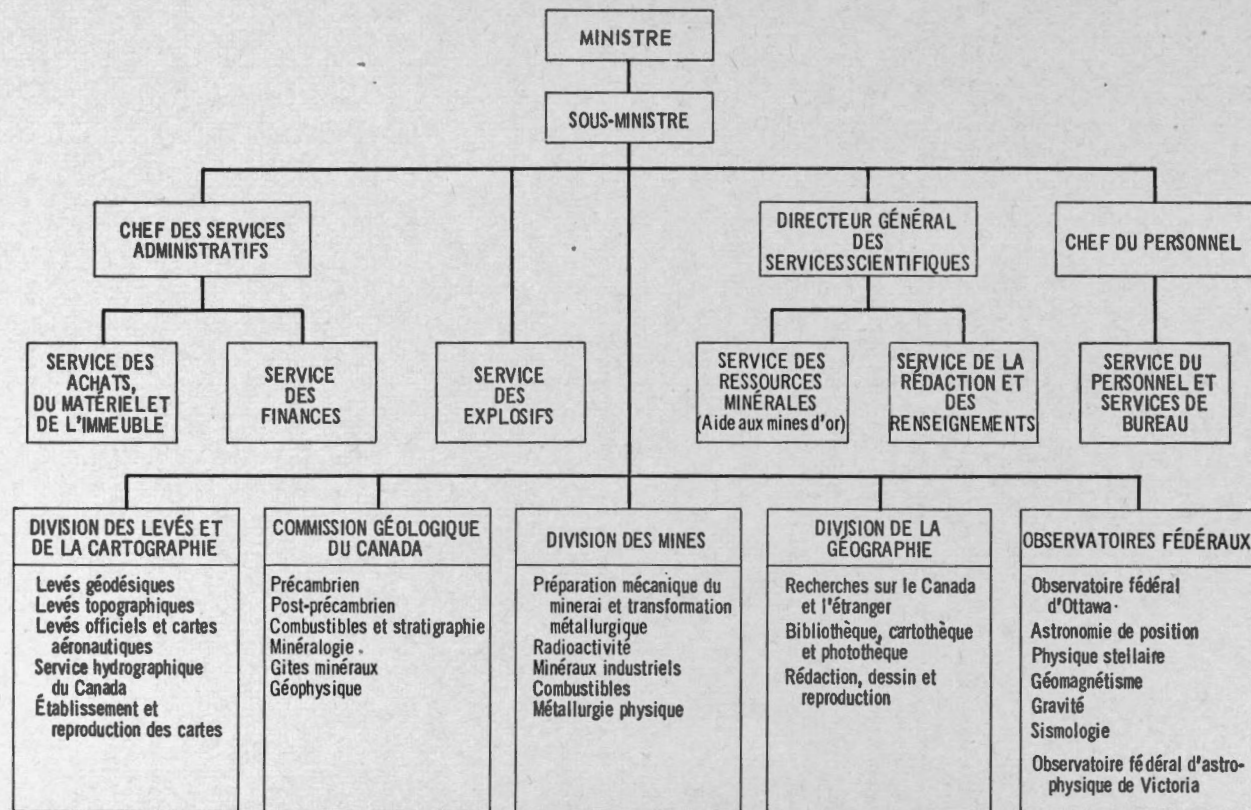 MINISTRE
SOUS-MINISTRE
CHEF DES SERVICES
ADMINISTRATIFS
DIRECTEUR GÉNÉRAL
DES
SERVICES SCIENTIFIQUES
CHEF DU PERSONNEL
SERVICE DES
ACHATS,
DU MATÉRIEL ET
DE L'IMMEUBLE
SERVICE
DES
FINANCES
SERVICE
DES
EXPLOSIFS
SERVICE DES
RESSOURCES
MINÉRALES
(Aide aux mines d'or)
SERVICE DE LA
RÉDACTION ET
DES
RENSEIGNEMENTS
SERVICE DU
PERSONNEL ET
SERVICES DE
BUREAU
DIVISION DES LEVÉS ET
DE LA CARTOGRAPHIE
Levés géodésiques
Levés topographiques
Levés officiels et cartes
aéronautiques
Service hydrographique
du Canada
Établissement et
reproduction des cartes
COMMISSION GÉOLOGIQUE
DU CANADA
Précambrien
Post-précambrien
Combustibles et stratigraphie
Minéralogie
Gites minéraux
Géophysique
DIVISION DES MINES
Préparation mécanique du
minerai et transformation
métallurgique
Radioactivité
Minéraux industriels
Combustibles
Métallurgie physique
DIVISION DE LA
GÉOGRAPHIE
Recherches sur le Canada
et l'étranger
Bibliothèque, cartothèque
et photothèque
Rédaction, dessin et
reproduction
OBSERVATOIRES FÉDÉRAUX
Observatoire fédéral
d'Ottawa
Astronomie de position
Physique stellaire
Géomagnétisme
Gravité
Sismologie
Observatoire fédéral d'astro-
physique de Victoria